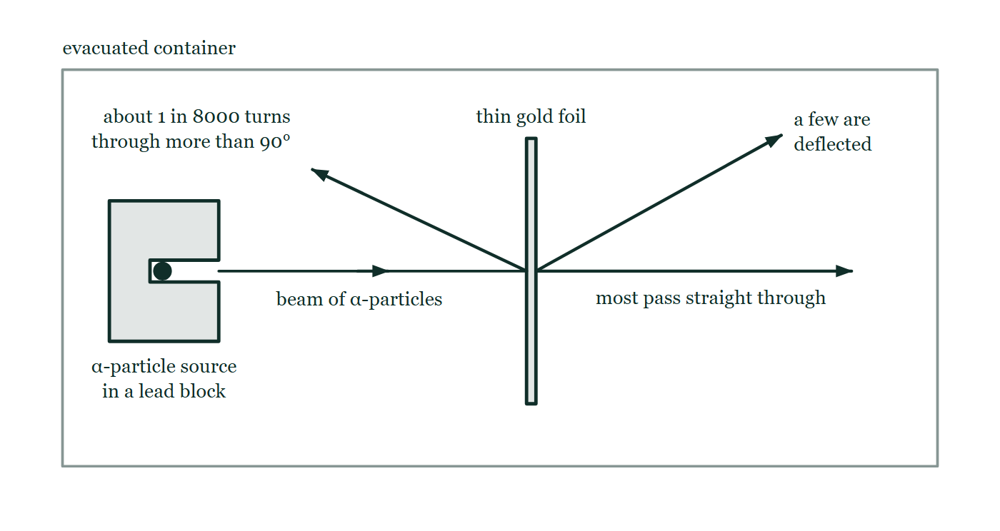 evacuated container
about 1 in 8000 turns
through more than 90°
thin gold foil
a few are
deflected
beam of α-particles
most pass straight through
α-particle source
in a lead block